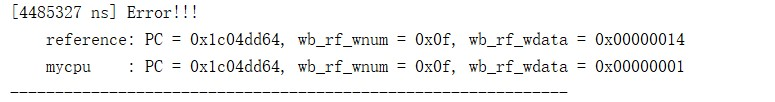 [4485327 ns] Error!!!
    reference: PC = 0x1c04dd64, wb_rf_wnum = 0x0f, wb_rf_wdata = 0x00000014
    mycpu    : PC = 0x1c04dd64, wb_rf_wnum = 0x0f, wb_rf_wdata = 0x00000001
--------------------------------------------------------------